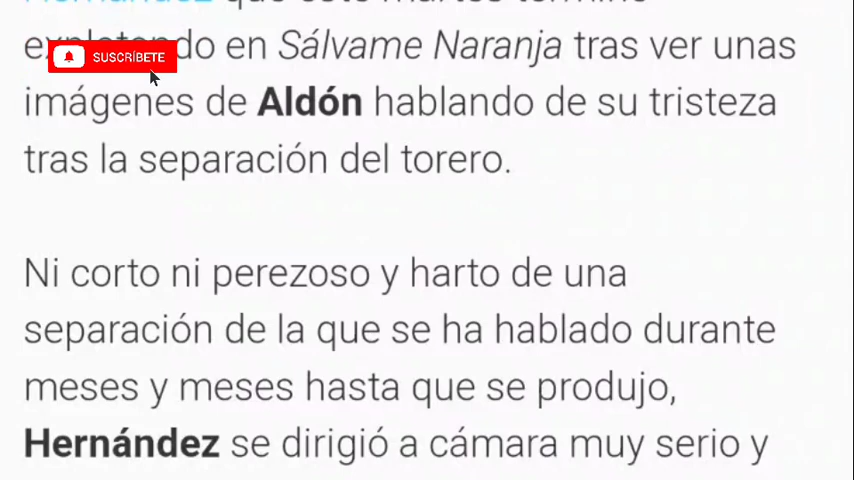 en Sálvame Naranja tras ver unas
SUSCRÍBETE
imágenes de Aldón hablando de su tristeza
tras la separación del torero.
Ni corto ni perezoso y harto de una
separación de la que se ha hablado durante
meses y meses hasta que se produjo,
Hernández se dirigió a cámara muy serio y